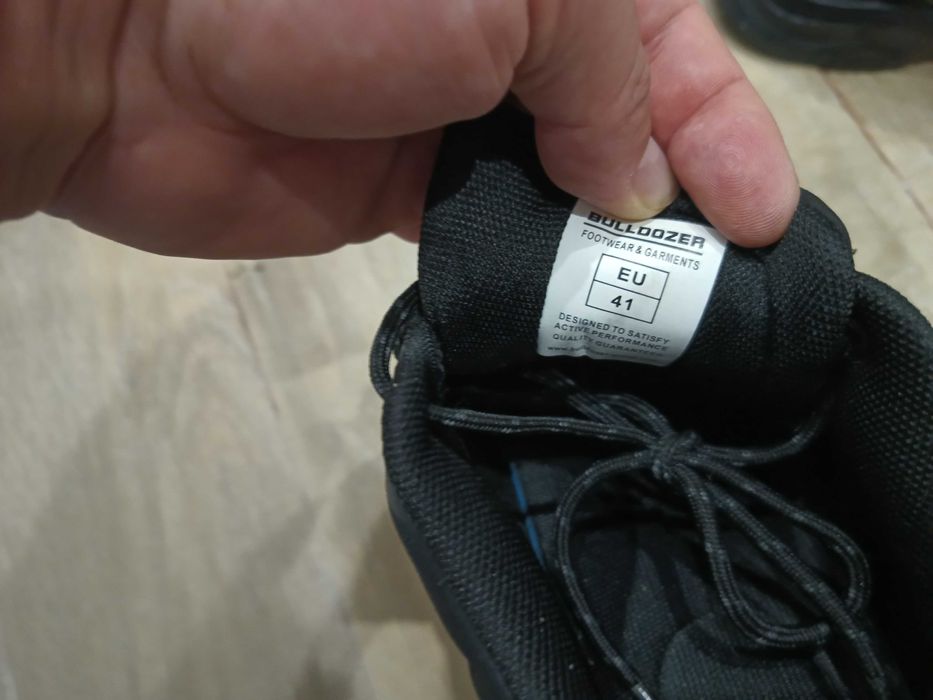 BULLDOZER
FOOTWEAR & GARMENTS
EU
41
DESIGNED TO SATISFY
ACTIVE PERFORMANCE
QUALITY GUARANTEED